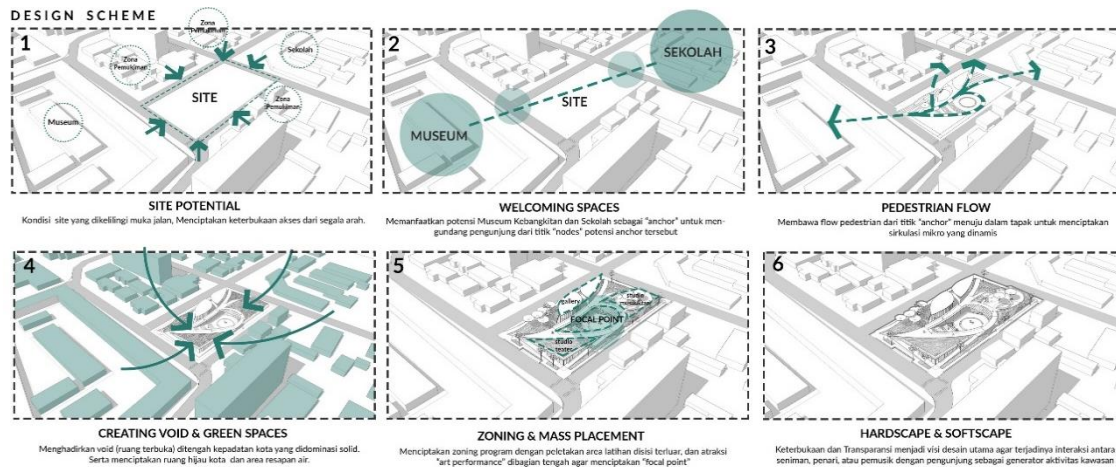 DESIGN SCHEME
1
Zona
Pemukiman
Zona
Pemukiman
Sekolah
SITE
Zona
Pemukiman
Museum
SITE POTENTIAL
Kondisi site yang dikelilingi muka jalan, Menciptakan keterbukaan akses dari segala arah.
2
SEKOLAH
SITE
MUSEUM
WELCOMING SPACES
Memanfaatkan potensi Museum Kebangkitan dan Sekolah sebagai “anchor” untuk men-
gundang pengunjung dari titik “nodes” potensi anchor tersebut
3
PEDESTRIAN FLOW
Membawa flow pedestrian dari titik “anchor” menuju dalam tapak untuk menciptakan
sirkulasi mikro yang dinamis
4
CREATING VOID & GREEN SPACES
Menghadirkan void (ruang terbuka) ditengah kepadatan kota yang didominasi solid.
Serta menciptakan ruang hijau kota dan area resapan air.
5
gallery
studio
FOCAL POINT
studio
teater
ZONING & MASS PLACEMENT
Menciptakan zoning program dengan peletakan area latihan disisi terluar, dan atraksi
“art performance” dibagian tengah agar menciptakan “focal point”
6
HARDSCAPE & SOFTSCAPE
Keterbukaan dan Transparansi menjadi visi desain utama agar terjadinya interaksi antara
seniman, penari, atau pemusik dengan pengunjung sebagai generator aktivitas kawasan